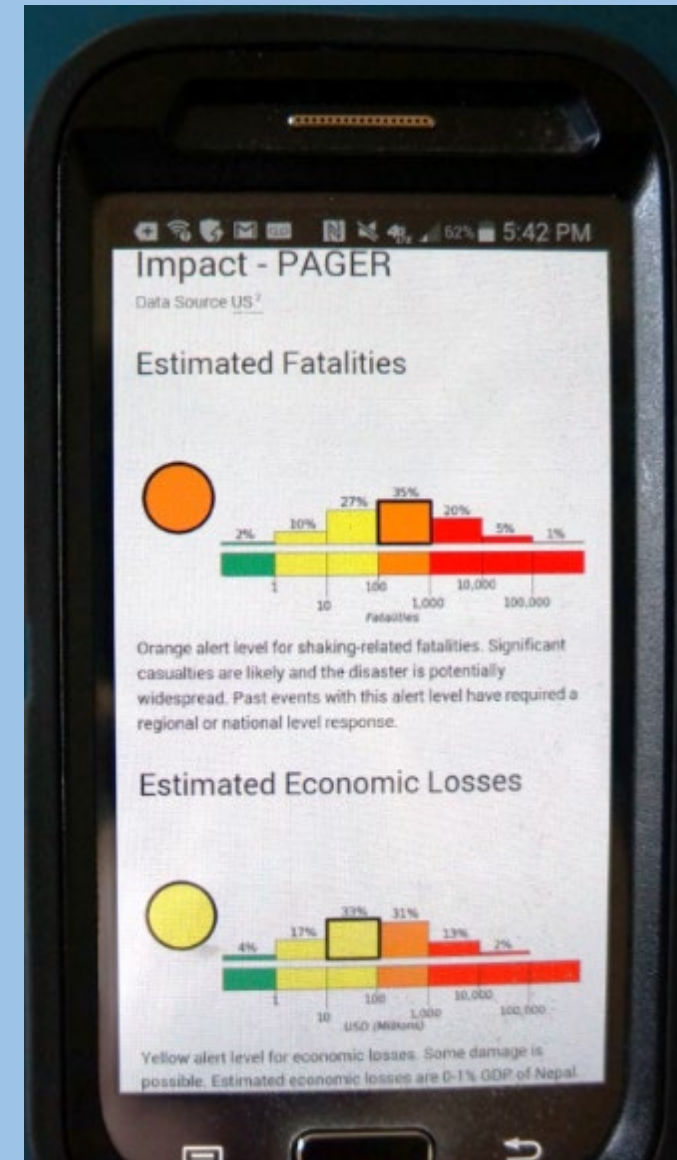 62% 5:42 PM
Impact - PAGER
Data Source US²
Estimated Fatalities
2% 10% 27% 35% 20% 5% 1%
1 100 10,000
10 1,000 100,000
Fatalities
Orange alert level for shaking-related fatalities. Significant
casualties are likely and the disaster is potentially
widespread. Past events with this alert level have required a
regional or national level response.
Estimated Economic Losses
4% 17% 33% 31% 13% 2%
1 100 10,000
10 1,000 100,000
USD (Millions)
Yellow alert level for economic losses. Some damage is
possible. Estimated economic losses are 0-1% GDP of Nepal.